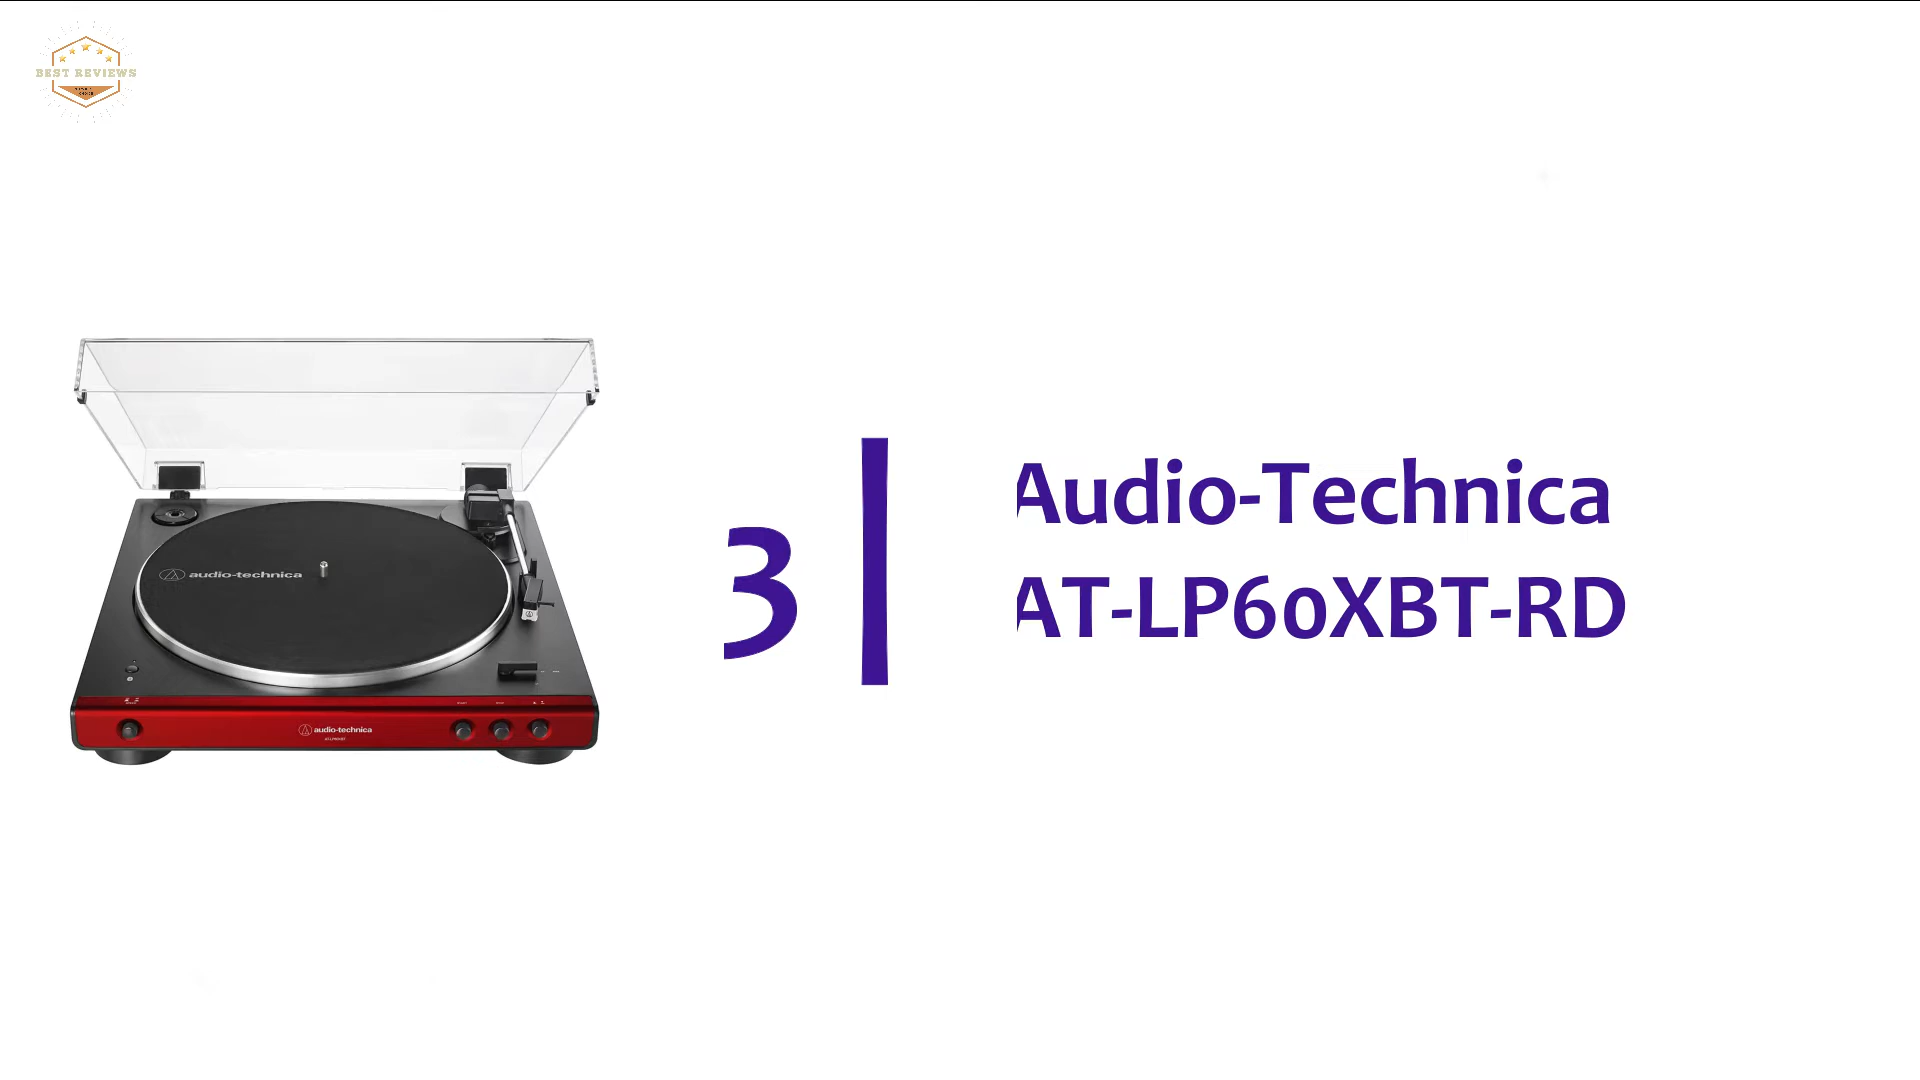 BEST REVIEWS
3
Audio-Technica
AT-LP60XBT-RD
audio-technica
audio-technica